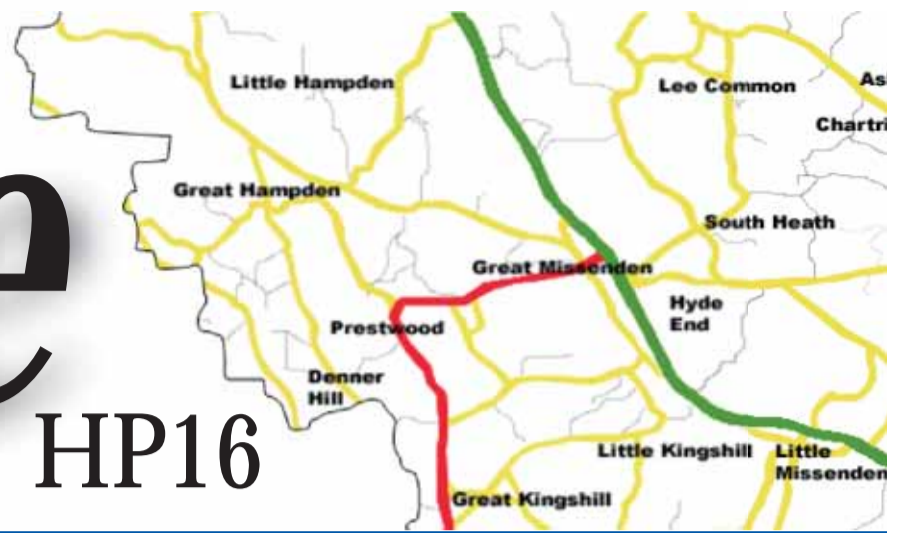 Little Hampden
Lee Common
Great Hampden
South Heath
Great Missenden
Hyde
End
Prestwood
Denner
Hill
e
HP16
Little Kingshill
Little
Missenden
Great Kingshill